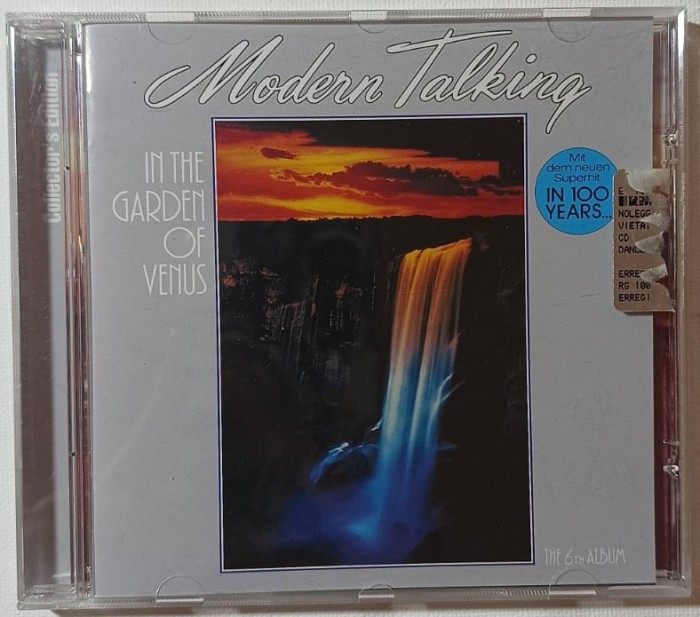 Collector's Edition
Modern Talking
IN THE
GARDEN
OF
VENUS
Mit
dem neuen
Superhit
IN 100
YEARS...
NOLEGG
VIETA
CD
DANC
ERRE
RG 100
ERREGI
THE 6TH ALBUM